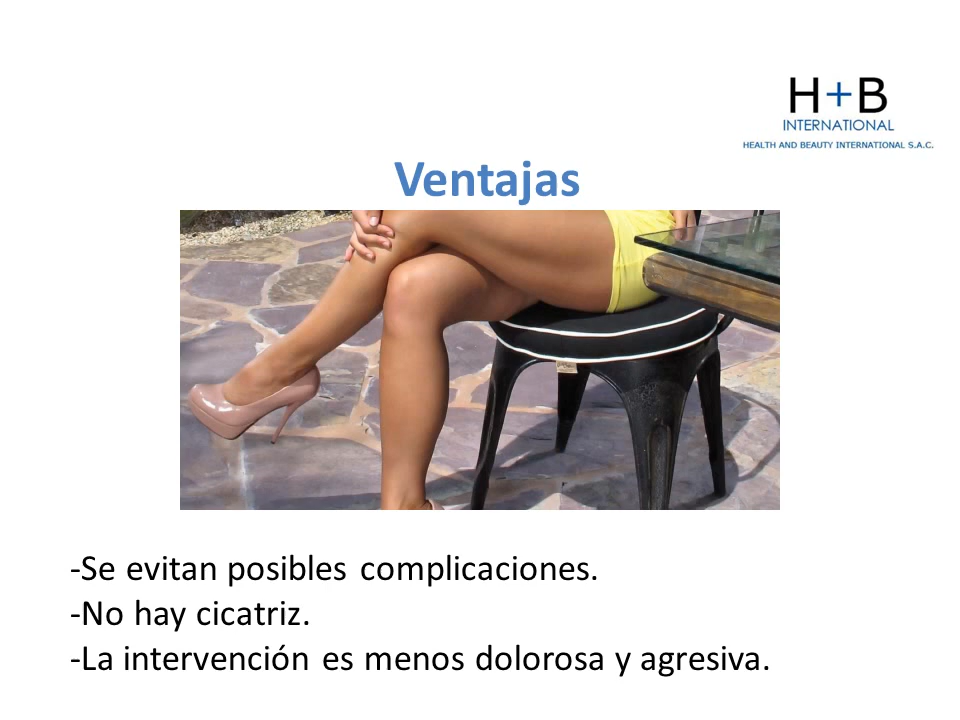 H+B
INTERNATIONAL
HEALTH AND BEAUTY INTERNATIONAL S.A.C.
Ventajas
-Se evitan posibles complicaciones.
-No hay cicatriz.
-La intervención es menos dolorosa y agresiva.